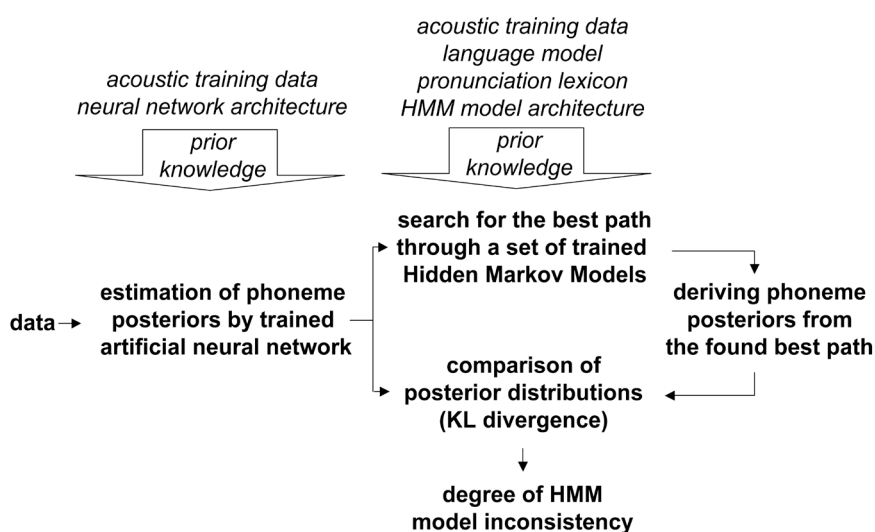 acoustic training data
neural network architecture
prior
knowledge
acoustic training data
language model
pronunciation lexicon
HMM model architecture
prior
knowledge
data
estimation of phoneme
posteriors by trained
artificial neural network
search for the best path
through a set of trained
Hidden Markov Models
deriving phoneme
posteriors from
the found best path
comparison of
posterior distributions
(KL divergence)
degree of HMM
model inconsistency